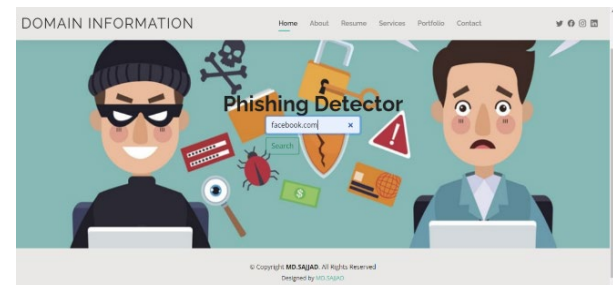 DOMAIN INFORMATION
Home About Resume Services Portfolio Contact
Phishing Detector
facebook.com
Search
© Copyright MD.SAJJAD. All Rights Reserved
Designed by MD.SAJJAD